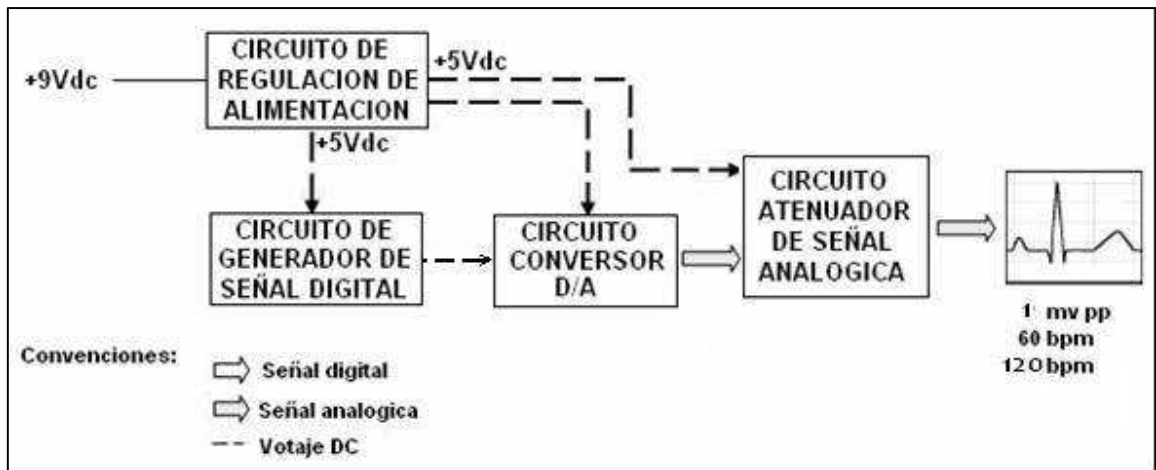 +9Vdc
CIRCUITO DE
REGULACION DE
ALIMENTACION
+5Vdc
+5Vdc
CIRCUITO DE
GENERADOR DE
SEÑAL DIGITAL
CIRCUITO
CONVERSOR
D/A
CIRCUITO
ATENUADOR
DE SEÑAL
ANALOGICA
1 mv pp
60 bpm
120 bpm
Convenciones:
Señal digital
Señal analogica
Votaje DC